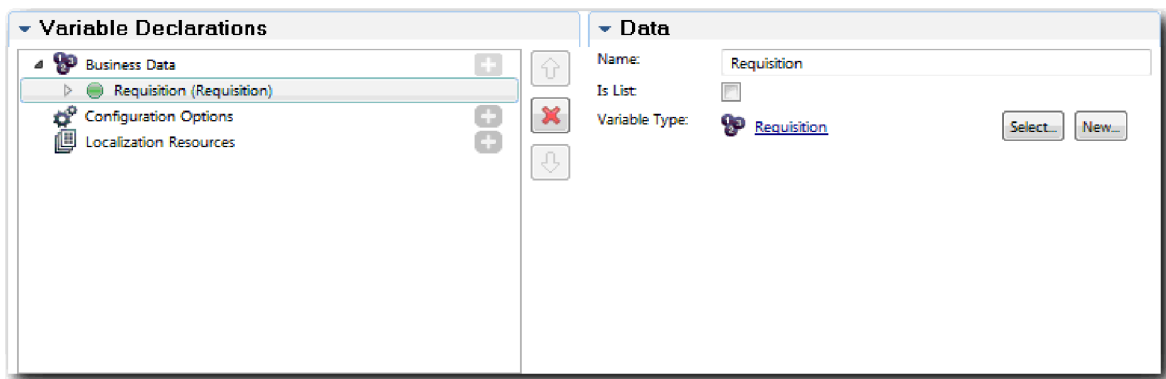 Variable Declarations
Business Data
Requisition (Requisition)
Configuration Options
Localization Resources
Data
Name: Requisition
Is List:
Variable Type: Requisition Select... New...